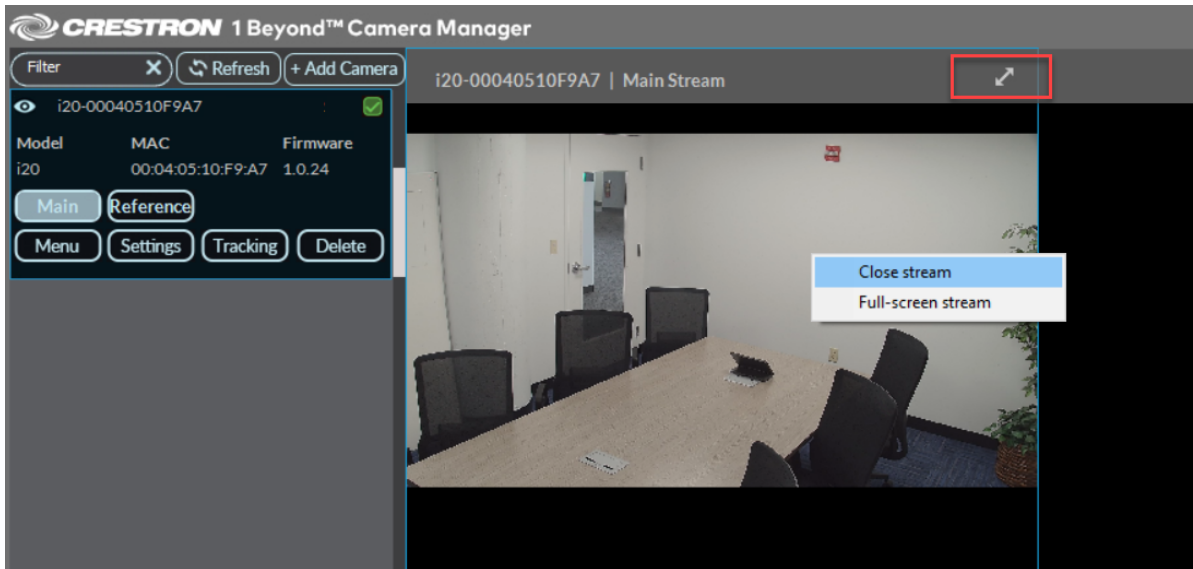 CRESTRON 1 Beyond™ Camera Manager
Filter
Refresh
+ Add Camera
i20-00040510F9A7 | Main Stream
i20-00040510F9A7
Model MAC Firmware
i20 00:04:05:10:F9:A7 1.0.24
Main Reference
Menu Settings Tracking Delete
Close stream
Full-screen stream